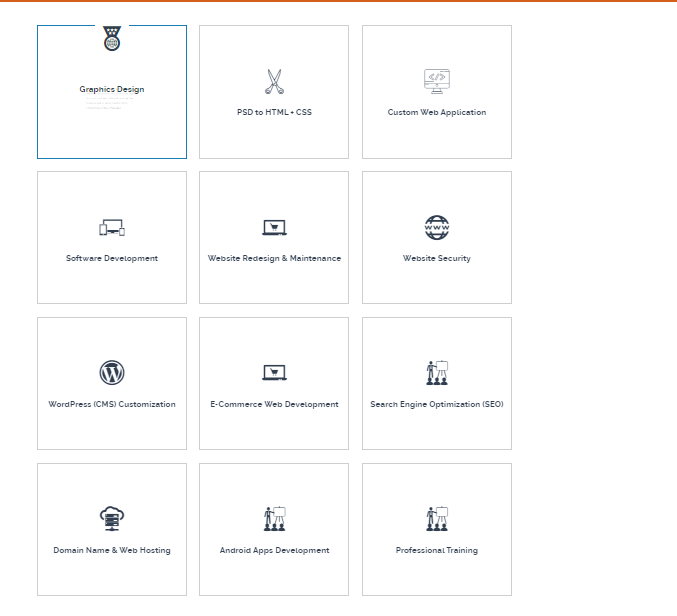 Graphics Design
PSD to HTML + CSS
Custom Web Application
Software Development
Website Redesign & Maintenance
WWW
Website Security
WordPress (CMS) Customization
E-Commerce Web Development
Search Engine Optimization (SEO)
Domain Name & Web Hosting
Android Apps Development
Professional Training